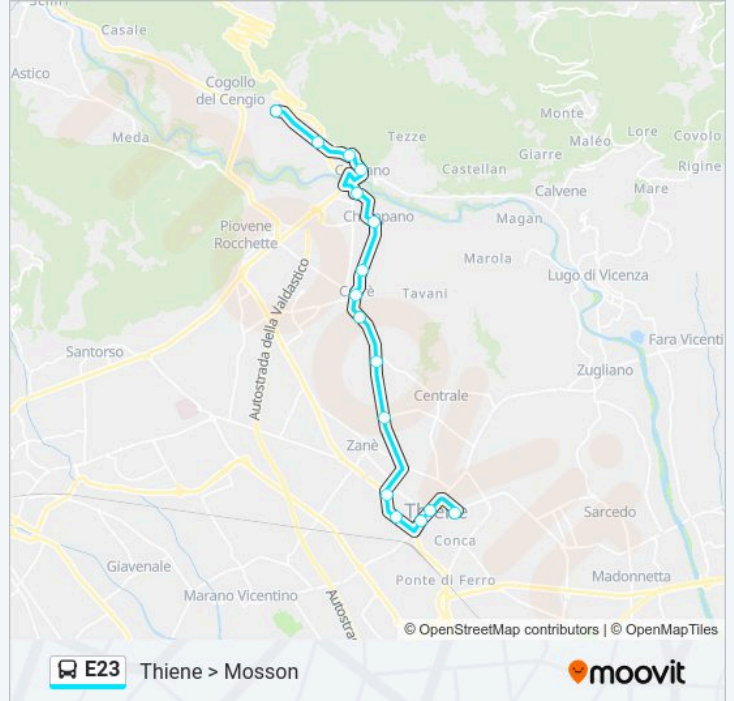 Casale
Astico
Cogollo
del Cengio
Meda
Tezze
Monte
Maléo
Lore
Covolo
Giarre
Rigine
Castellan
Mare
Calvene
Magan
Piovene
Rocchette
Marola
Lugo di Vicenza
Tavani
Autostrada della Valdastico
Santorso
Fara Vicenti
Zugliano
Centrale
Zanè
Thiene
Sarcedo
Conca
Giavenale
Ponte di Ferro
Madonnetta
Marano Vicentino
Autostra
© OpenStreetMap contributors | © OpenMapTiles
E23 Thiene > Mosson
moovit